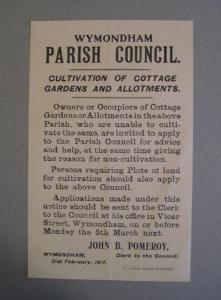 WYMONDHAM
PARISH COUNCIL.
CULTIVATION OF COTTAGE
GARDENS AND ALLOTMENTS.
Owners or Occupiers of Cottage
Gardens or Allotments in the above
Parish, who are unable to culti-
vate the same, are invited to apply
to the Parish Council for advice
and help, at the same time giving
the reason for non-cultivation.
Persons requiring Plots of land
for cultivation should also apply
to the above Council.
Applications made under this
notice should be sent to the Clerk
to the Council at his office in Vicar
Street, Wymondham, on or before
Monday the 5th March next.
JOHN B. POMEROY,
WYMONDHAM, Clerk to the Council.
21st February, 1917.